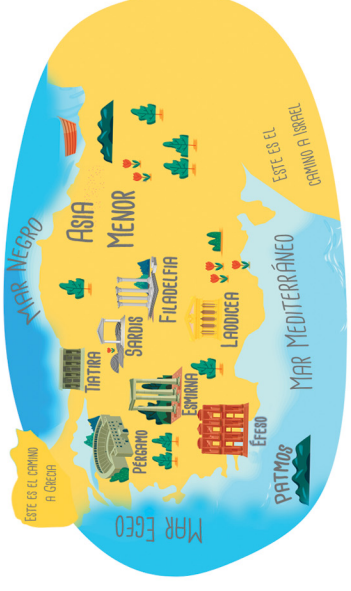 MAR NEGRO
ESTE ES EL CAMINO
A GRECIA
ASIA
MENOR
TIATIRA
SARDIS
FILADELFIA
PÉRGAMO
ESMIRNA
LAODICEA
ÉFESO
MAR EGEO
PATMOS
MAR MEDITERRÁNEO
ESTE ES EL
CAMINO A ISRAEL